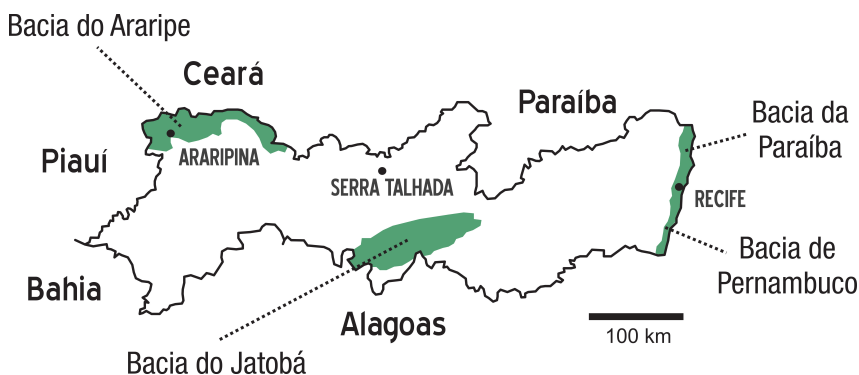 Bacia do Araripe
Ceará
Paraíba
Bacia da
Paraíba
Piauí
ARARIPINA
SERRA TALHADA
RECIFE
Bacia de
Pernambuco
Bahia
Alagoas
100 km
Bacia do Jatobá